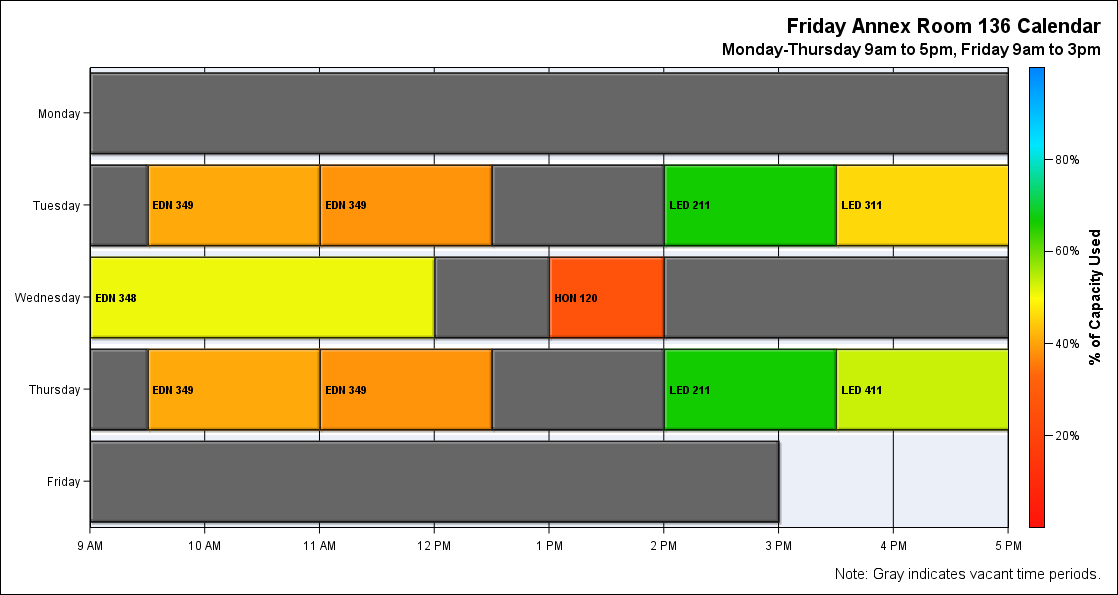 Friday Annex Room 136 Calendar
Monday-Thursday 9am to 5pm, Friday 9am to 3pm
Monday
Tuesday
EDN 349
EDN 349
LED 211
LED 311
Wednesday
EDN 348
HON 120
Thursday
EDN 349
EDN 349
LED 211
LED 411
Friday
9 AM
10 AM
11 AM
12 PM
1 PM
2 PM
3 PM
4 PM
5 PM
80%
60%
40%
20%
% of Capacity Used
Note: Gray indicates vacant time periods.